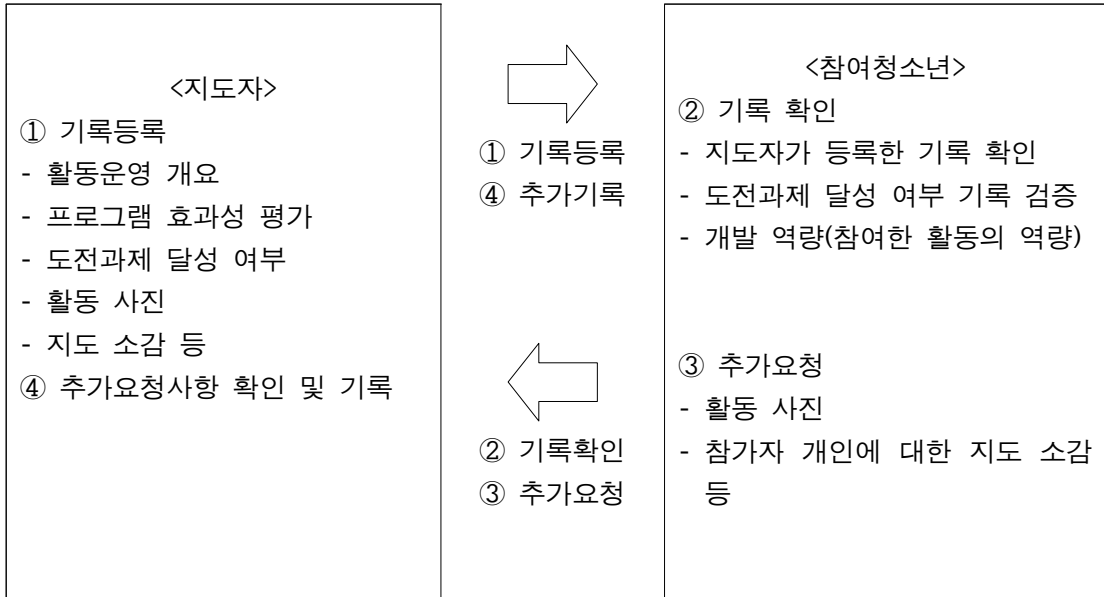 <지도자>
① 기록등록
- 활동운영 개요
- 프로그램 효과성 평가
- 도전과제 달성 여부
- 활동 사진
- 지도 소감 등
④ 추가요청사항 확인 및 기록
① 기록등록
④ 추가기록
② 기록확인
③ 추가요청
<참여청소년>
② 기록 확인
- 지도자가 등록한 기록 확인
- 도전과제 달성 여부 기록 검증
- 개발 역량(참여한 활동의 역량)
③ 추가요청
- 활동 사진
- 참가자 개인에 대한 지도 소감
등